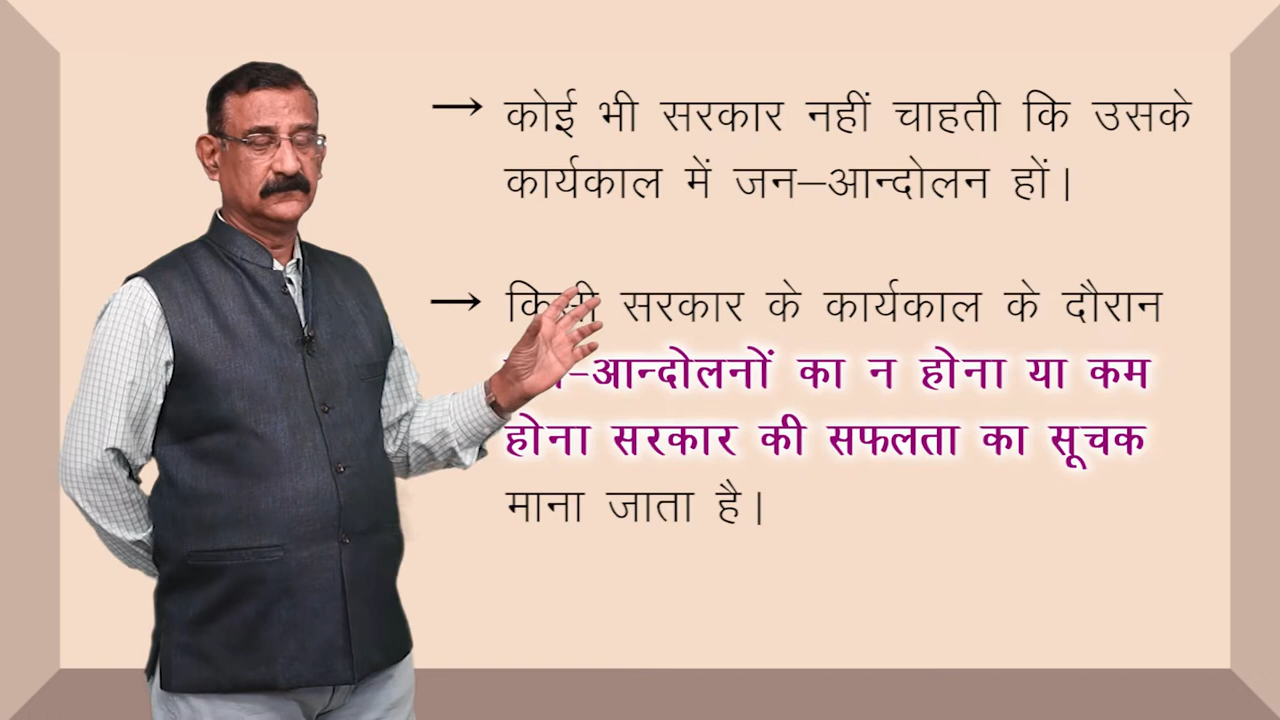 → कोई भी सरकार नहीं चाहती कि उसके
कार्यकाल में जन–आन्दोलन हों।
→ किसी सरकार के कार्यकाल के दौरान
–आन्दोलनों का न होना या कम
होना सरकार की सफलता का सूचक
माना जाता है।